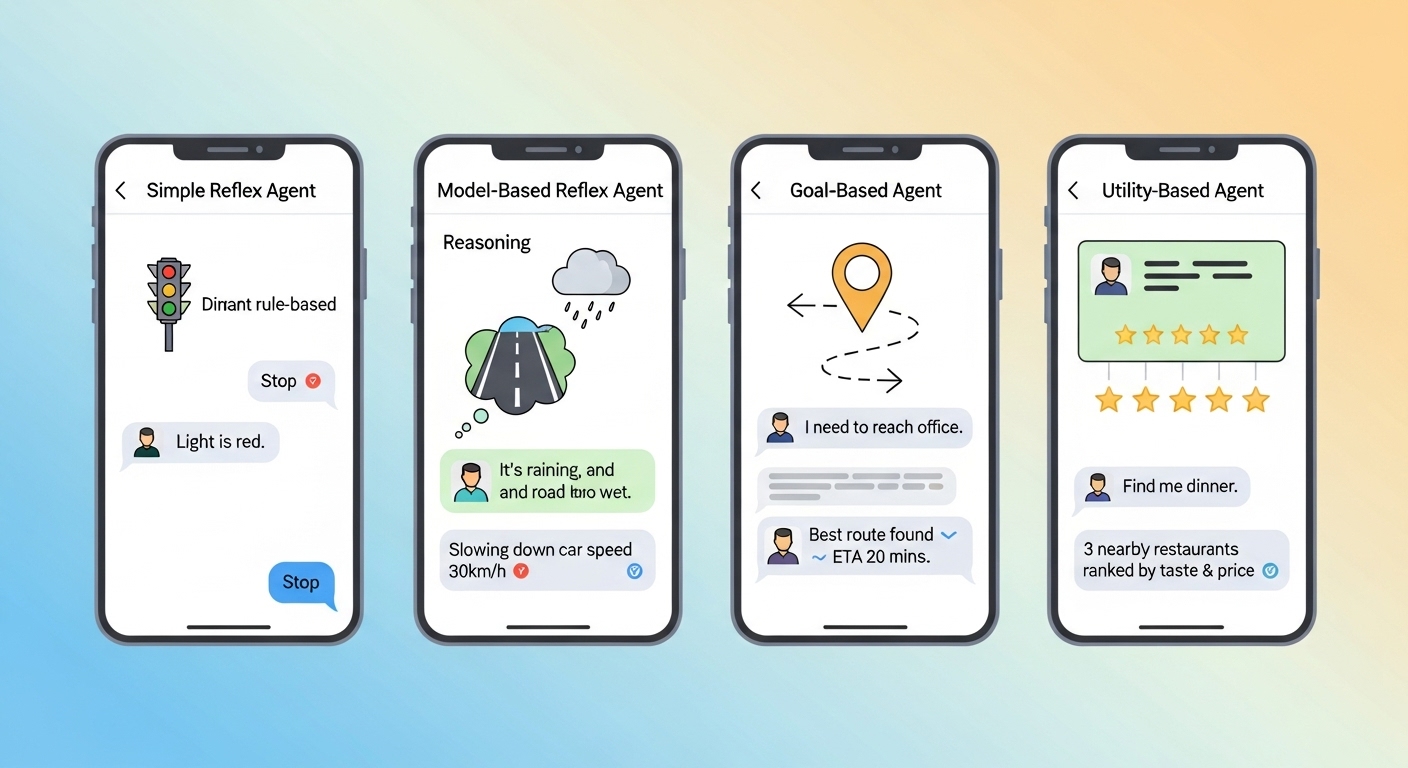 Simple Reflex Agent
rule-based
Stop
Light is red.
Stop
Model-Based Reflex Agent
Reasoning
It's raining, and
and road wet.
Slowing down car speed
30km/h
Goal-Based Agent
I need to reach office.
Best route found
~ ETA 20 mins.
Utility-Based Agent
Find me dinner.
3 nearby restaurants
ranked by taste & price